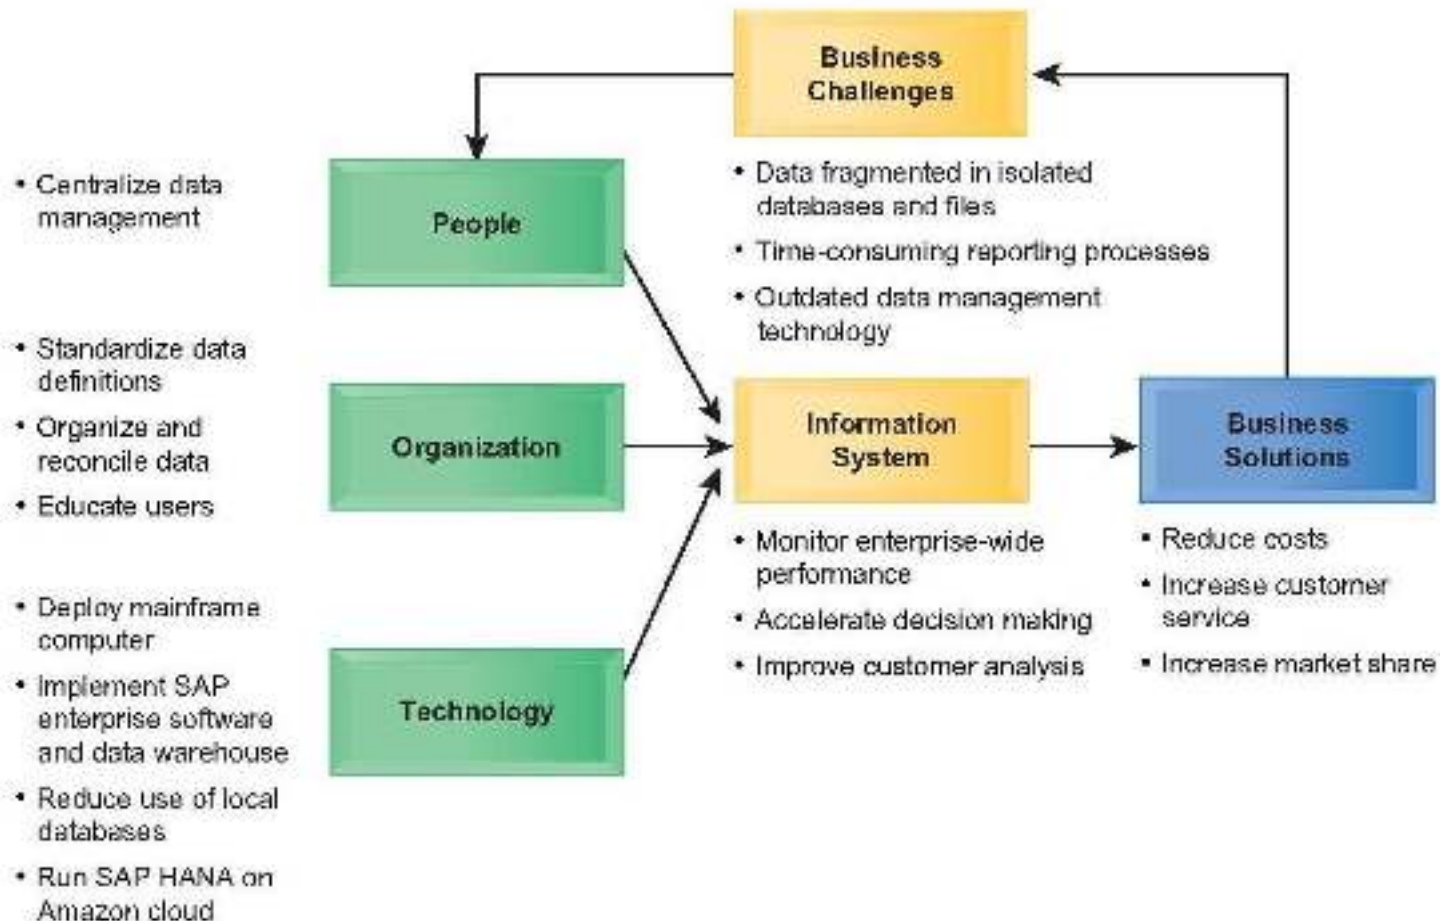 Business
Challenges
• Data fragmented in isolated
databases and files
• Time-consuming reporting processes
• Outdated data management
technology
• Centralize data
management
People
• Standardize data
definitions
• Organize and
reconcile data
• Educate users
Organization
Information
System
• Monitor enterprise-wide
performance
• Accelerate decision making
• Improve customer analysis
Business
Solutions
▪ Reduce costs
▪ Increase customer
service
▪ Increase market share
• Deploy mainframe
computer
• Implement SAP
enterprise software
and data warehouse
• Reduce use of local
databases
• Run SAP HANA on
Amazon cloud
Technology